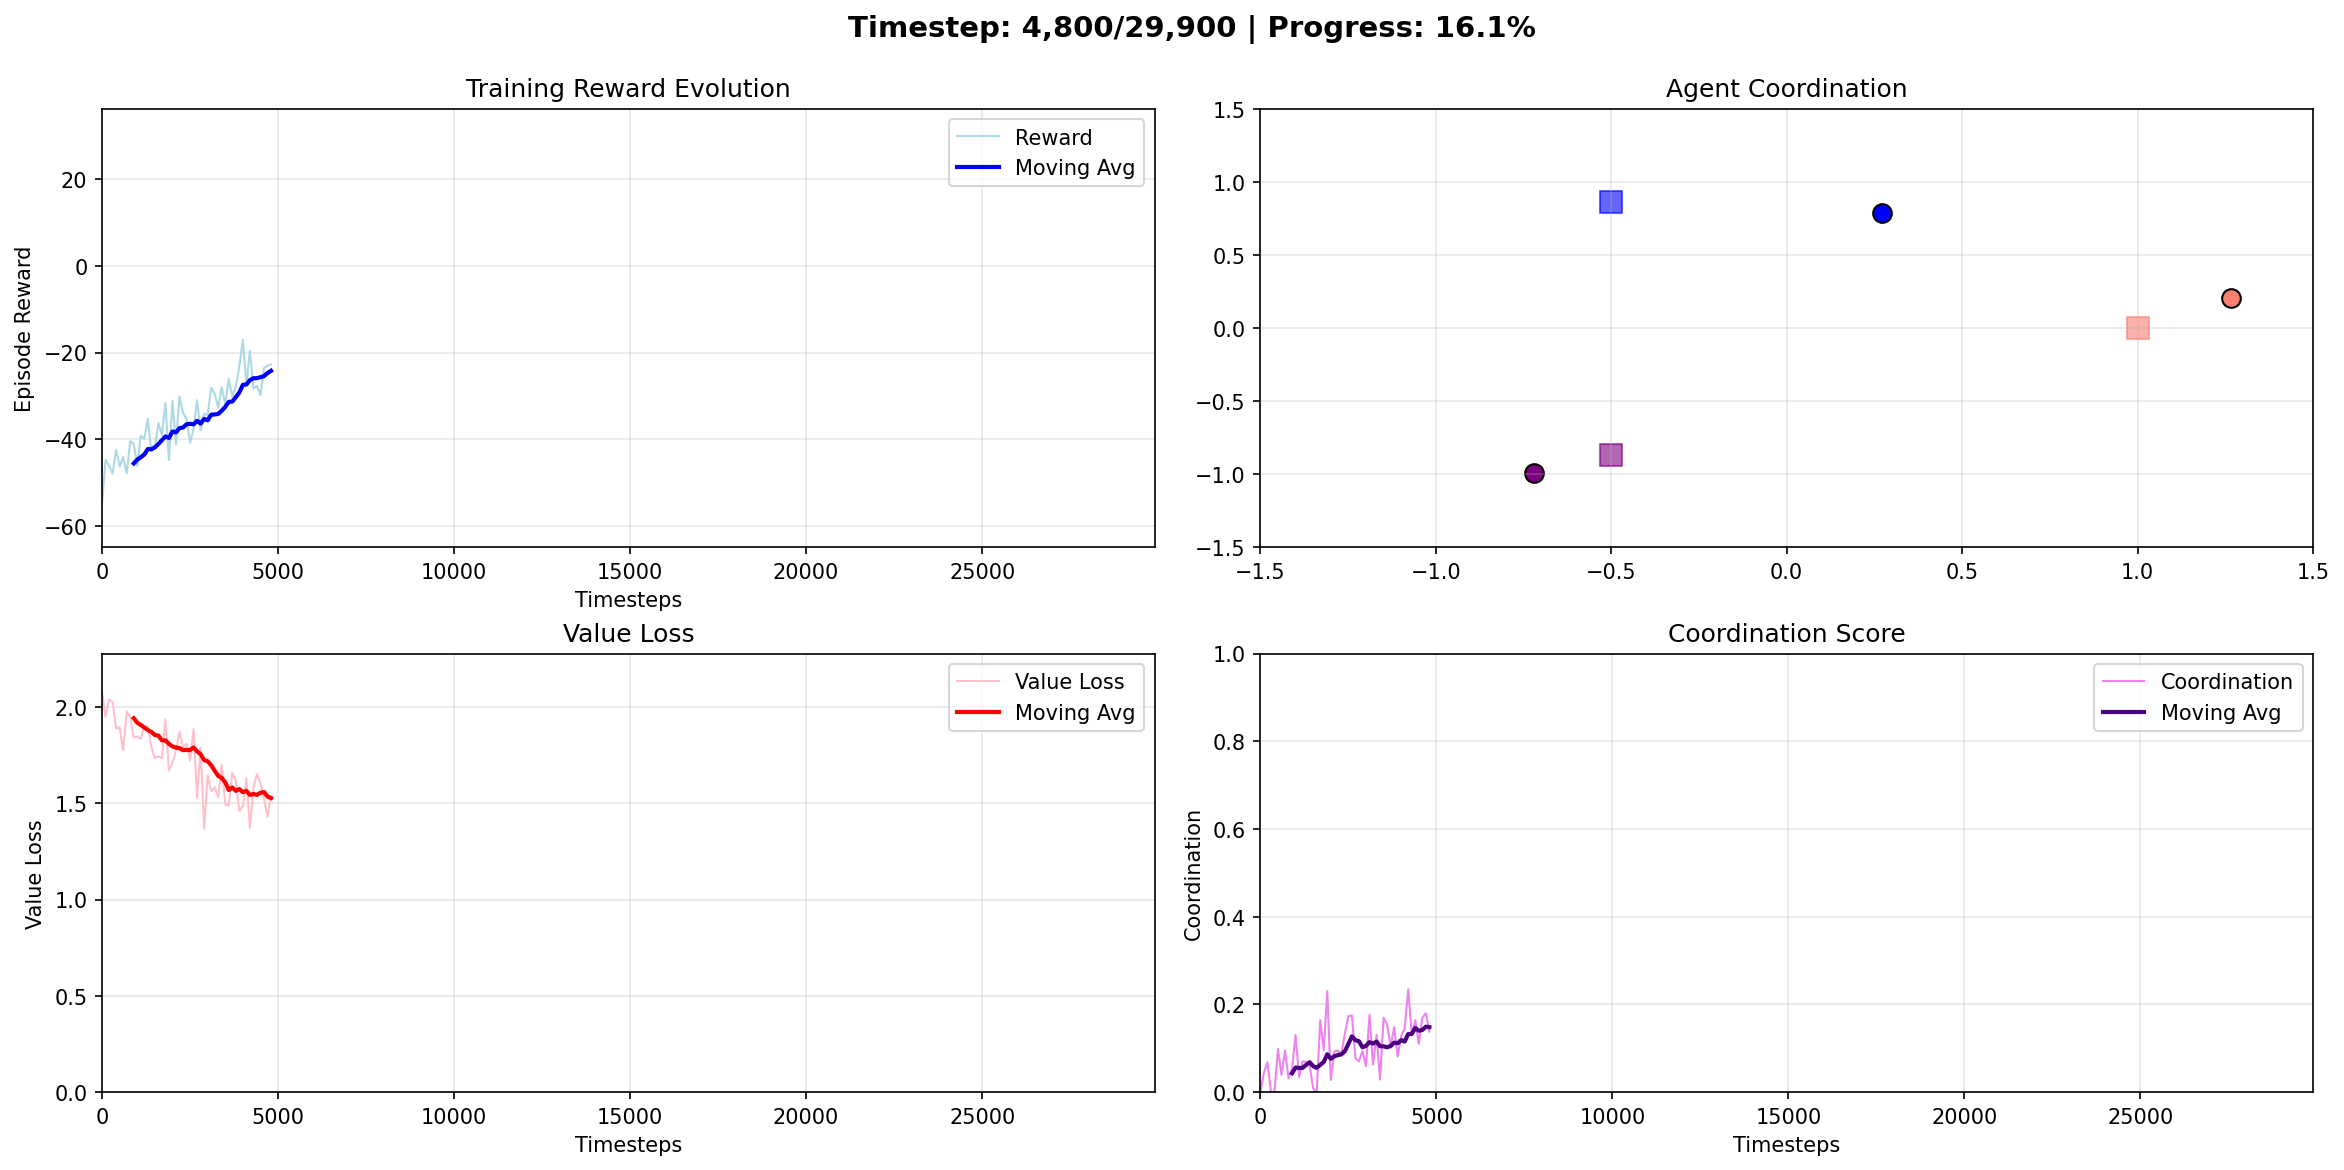 Timestep: 4,800/29,900 | Progress: 16.1%
Training Reward Evolution
Reward
Moving Avg
Episode Reward
20
0
−20
−40
−60
0 5000 10000 15000 20000 25000
Timesteps
Agent Coordination
1.5
1.0
0.5
0.0
−0.5
−1.0
−1.5
−1.5 −1.0 −0.5 0.0 0.5 1.0 1.5
Value Loss
Value Loss
Moving Avg
Value Loss
2.0
1.5
1.0
0.5
0.0
0 5000 10000 15000 20000 25000
Timesteps
Coordination Score
Coordination
Moving Avg
Coordination
1.0
0.8
0.6
0.4
0.2
0.0
0 5000 10000 15000 20000 25000
Timesteps